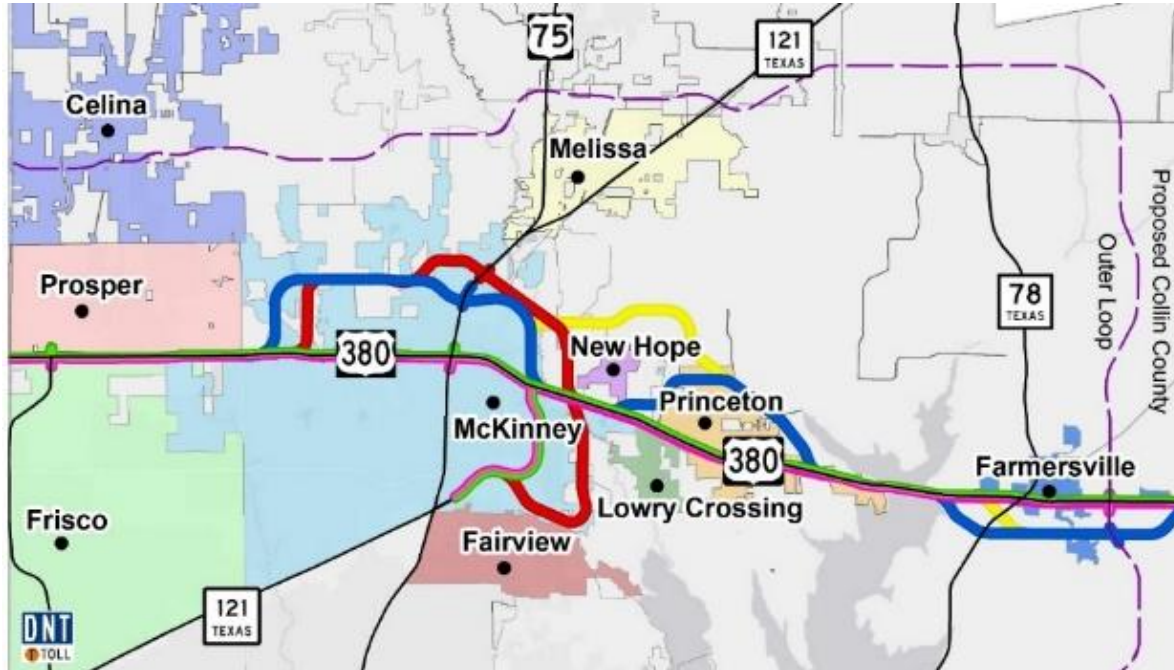 75
121
TEXAS
Celina
Melissa
Proposed Collin County
Outer Loop
Prosper
78
TEXAS
380
New Hope
McKinney
Princeton
380
Farmersville
Lowry Crossing
Frisco
Fairview
121
TEXAS
DNT
TOLL